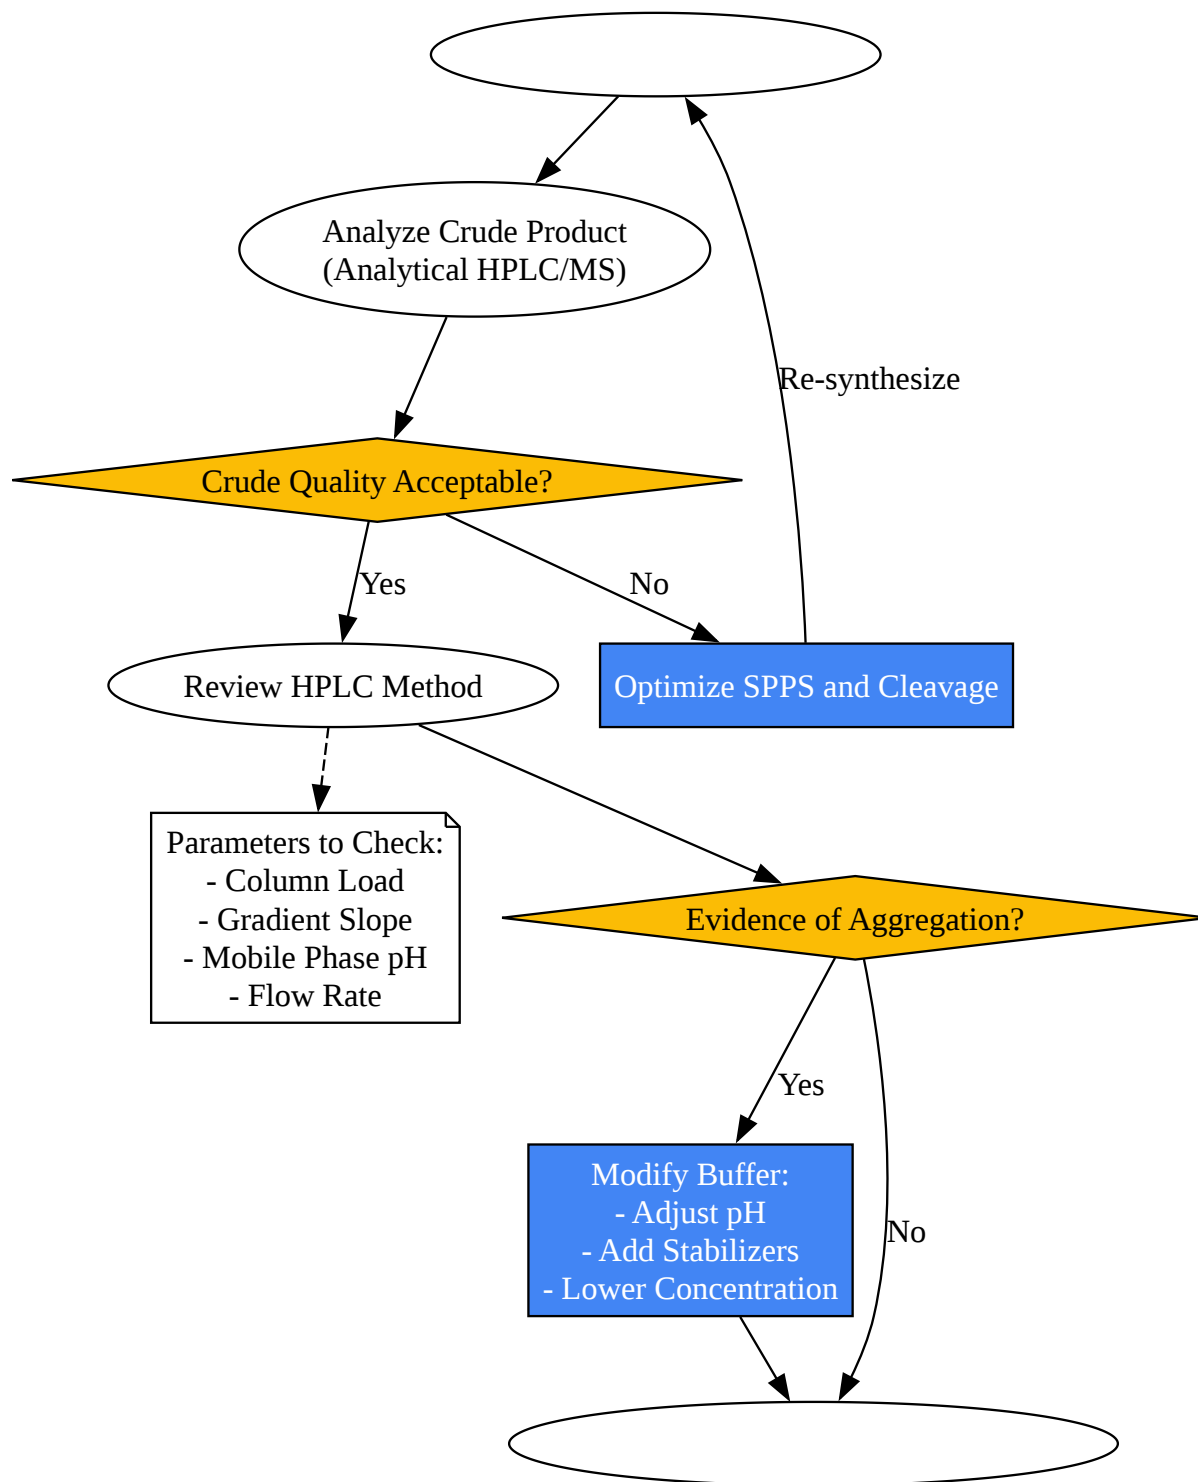 Analyze Crude Product
(Analytical HPLC/MS)
Re-synthesize
Crude Quality Acceptable?
Yes
No
Review HPLC Method
Optimize SPPS and Cleavage
Parameters to Check:
- Column Load
- Gradient Slope
- Mobile Phase pH
- Flow Rate
Evidence of Aggregation?
Yes
Modify Buffer:
- Adjust pH
- Add Stabilizers
- Lower Concentration
No